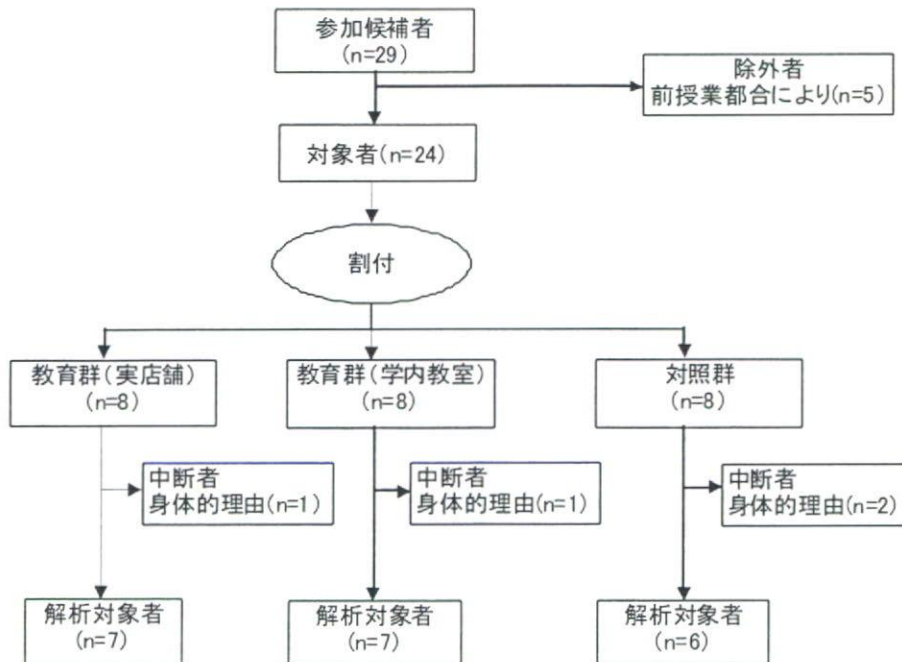 参加候補者
(n=29)
除外者
前授業都合により(n=5)
対象者(n=24)
割付
教育群(実店舗)
(n=8)
教育群(学内教室)
(n=8)
対照群
(n=8)
中断者
身体的理由(n=1)
中断者
身体的理由(n=1)
中断者
身体的理由(n=2)
解析対象者
(n=7)
解析対象者
(n=7)
解析対象者
(n=6)